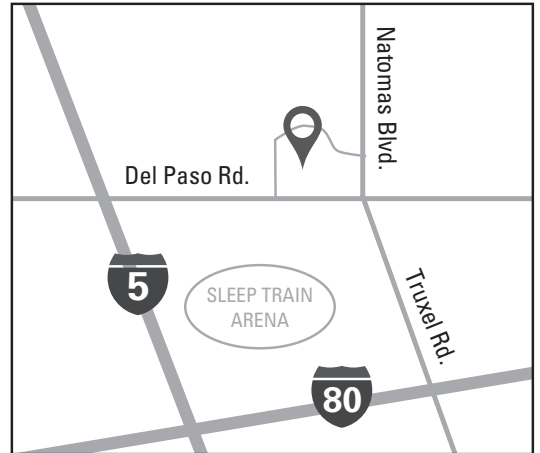 Natomas Blvd.
Del Paso Rd.
5
SLEEP TRAIN
ARENA
Truxel Rd.
80